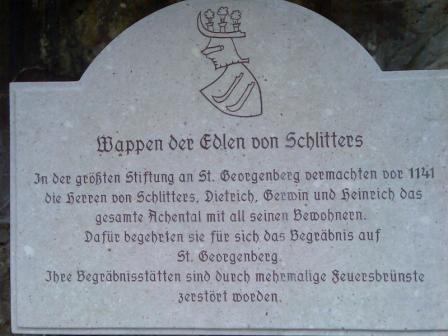 Wappen der Edlen von Schlitters
In der größten Stiftung an St. Georgenberg vermachten vor 1141
die Herren von Schlitters, Dietrich, Gerwin und Heinrich das
gesamte Achental mit all seinen Bewohnern.
Dafür begehrten sie für sich das Begräbnis auf
St. Georgenberg.
Ihre Begräbnisstätten sind durch mehrmalige Feuersbrünste
zerstört worden.